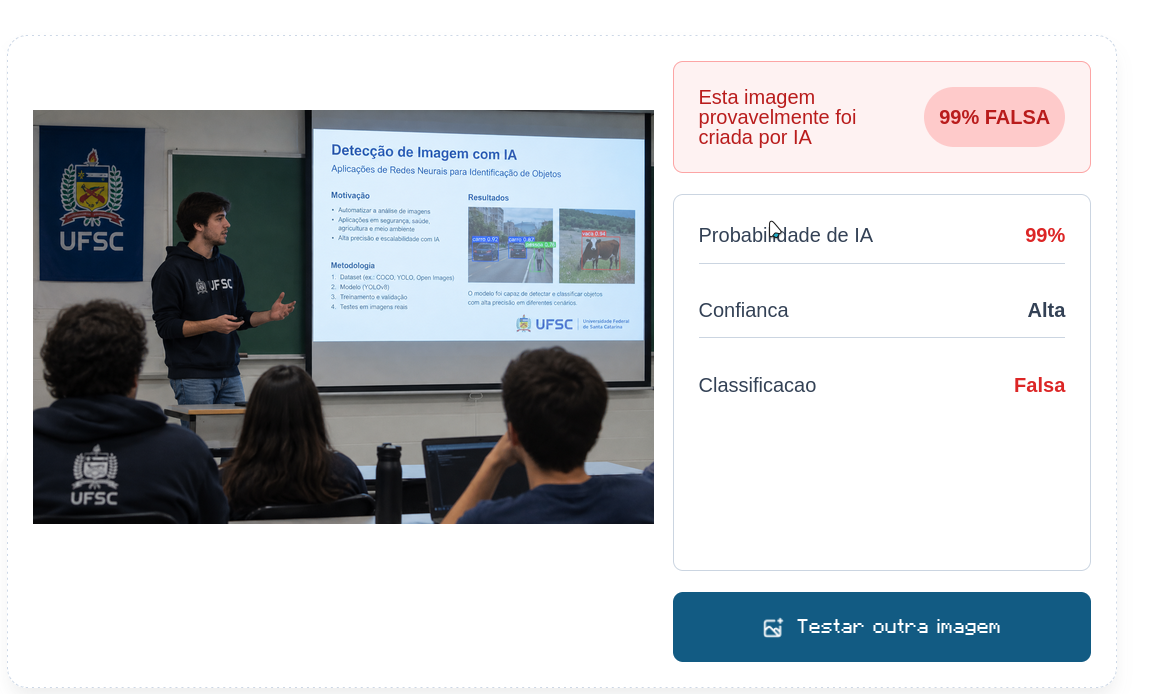 UFSC
UFSC
Detecção de Imagem com IA
Aplicações de Redes Neurais para Identificação de Objetos
Motivação
• Automatizar a análise de imagens
• Aplicações em segurança, saúde,
agricultura e meio ambiente
• Alta precisão e escalabilidade com IA
Metodologia
1. Dataset (ex.: COCO, YOLO, Open Images)
2. Modelo (YOLOv8)
3. Treinamento e validação
4. Testes em imagens reais
Resultados
carro 0.92
carro 0.87
vaca 0.94
O modelo foi capaz de detectar e classificar objetos
com alta precisão em diferentes cenários.
UFSC
Universidade Federal
de Santa Catarina
UFSC
Esta imagem
provavelmente foi
criada por IA
99% FALSA
Probabilidade de IA 99%
Confianca Alta
Classificacao Falsa
Testar outra imagem